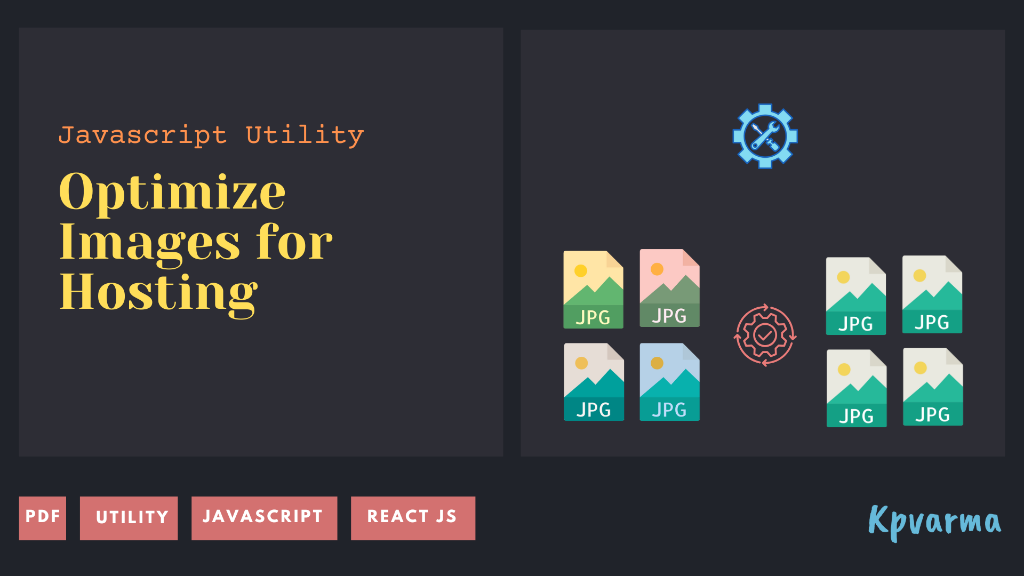 Javascript Utility
Optimize
Images for
Hosting
JPG
JPG
JPG
JPG
JPG
JPG
JPG
JPG
PDF
UTILITY
JAVASCRIPT
REACT JS
Kpvarma